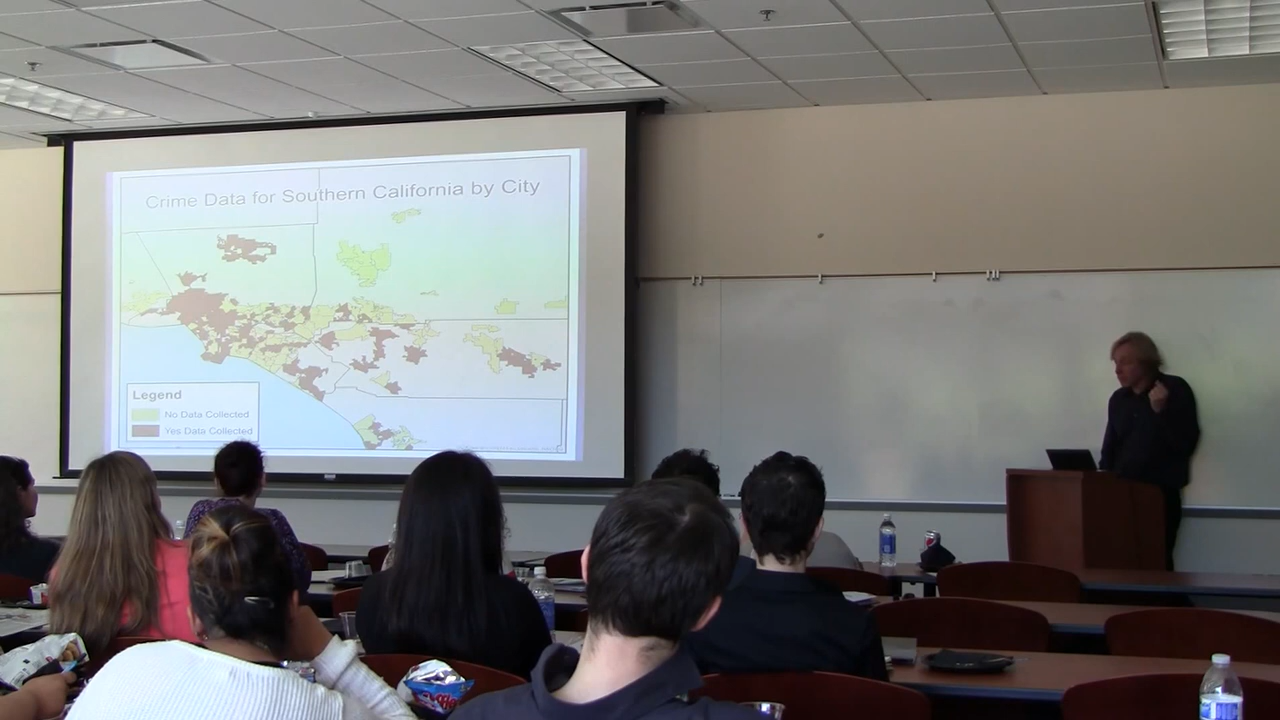 Crime Data for Southern California by City
Legend
No Data Collected
Yes Data Collected